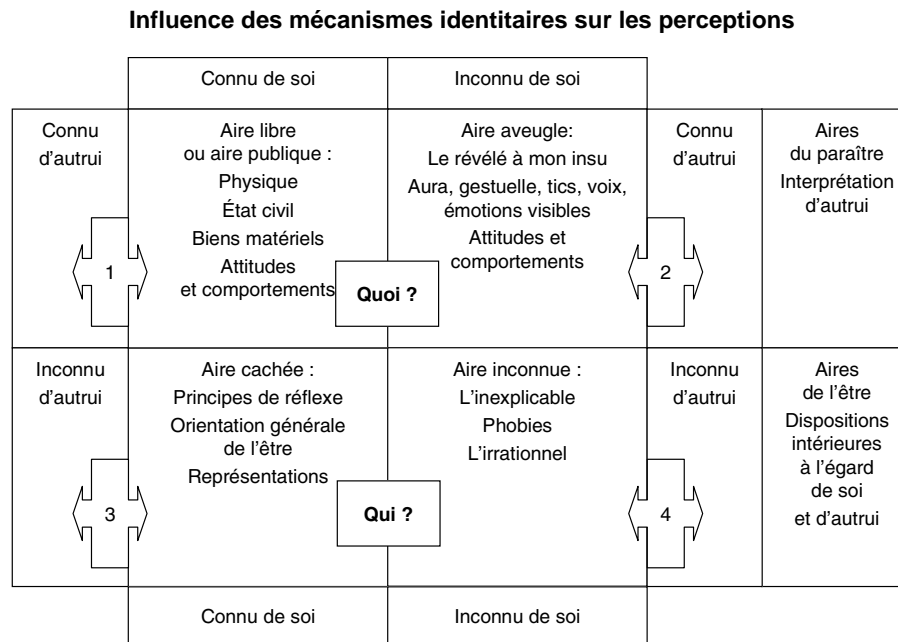 Influence des mécanismes identitaires sur les perceptions
Connu de soi
Inconnu de soi
Connu
d'autrui
1
Aire libre
ou aire publique :
Physique
État civil
Biens matériels
Attitudes
et comportements
Quoi ?
Aire aveugle:
Le révélé à mon insu
Aura, gestuelle, tics, voix,
émotions visibles
Attitudes et
comportements
Connu
d'autrui
2
Aires
du paraître
Interprétation
d'autrui
Inconnu
d'autrui
3
Aire cachée :
Principes de réflexe
Orientation générale
de l'être
Représentations
Qui ?
Aire inconnue :
L'inexplicable
Phobies
L'irrationnel
Inconnu
d'autrui
4
Aires
de l'être
Dispositions
intérieures
à l'égard
de soi
et d'autrui
Connu de soi
Inconnu de soi